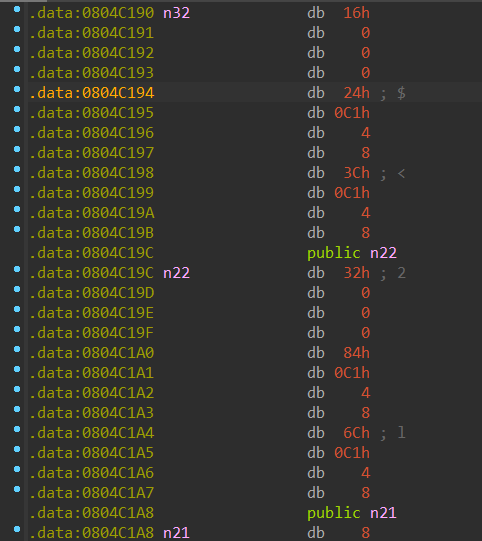 .data:0804C190 n32 db 16h
.data:0804C191 db 0
.data:0804C192 db 0
.data:0804C193 db 0
.data:0804C194 db 24h ; $
.data:0804C195 db 0C1h
.data:0804C196 db 4
.data:0804C197 db 8
.data:0804C198 db 3Ch ; <
.data:0804C199 db 0C1h
.data:0804C19A db 4
.data:0804C19B db 8
.data:0804C19C public n22
.data:0804C19C n22 db 32h ; 2
.data:0804C19D db 0
.data:0804C19E db 0
.data:0804C19F db 0
.data:0804C1A0 db 84h
.data:0804C1A1 db 0C1h
.data:0804C1A2 db 4
.data:0804C1A3 db 8
.data:0804C1A4 db 6Ch ; l
.data:0804C1A5 db 0C1h
.data:0804C1A6 db 4
.data:0804C1A7 db 8
.data:0804C1A8 public n21
.data:0804C1A8 n21 db 8